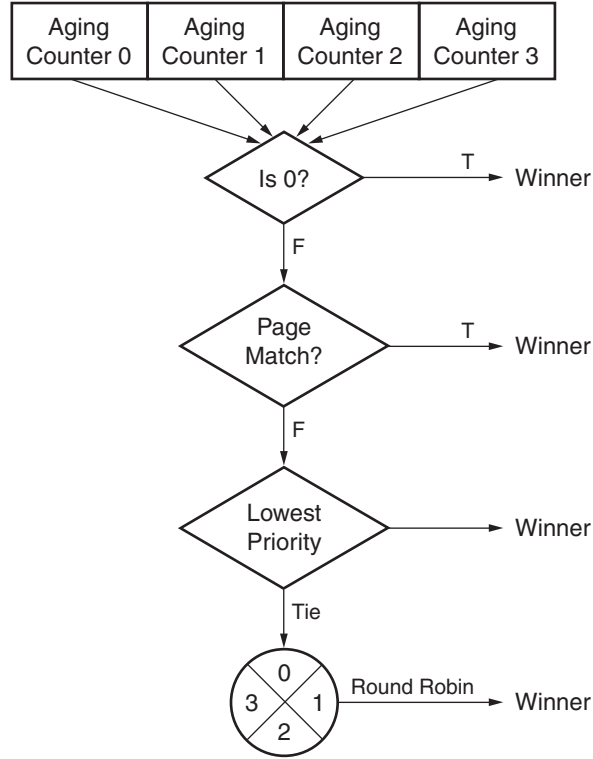 Aging
Counter 0
Aging
Counter 1
Aging
Counter 2
Aging
Counter 3
Is 0?
T
Winner
F
Page
Match?
T
Winner
F
Lowest
Priority
Winner
Tie
0
3
1
2
Round Robin
Winner